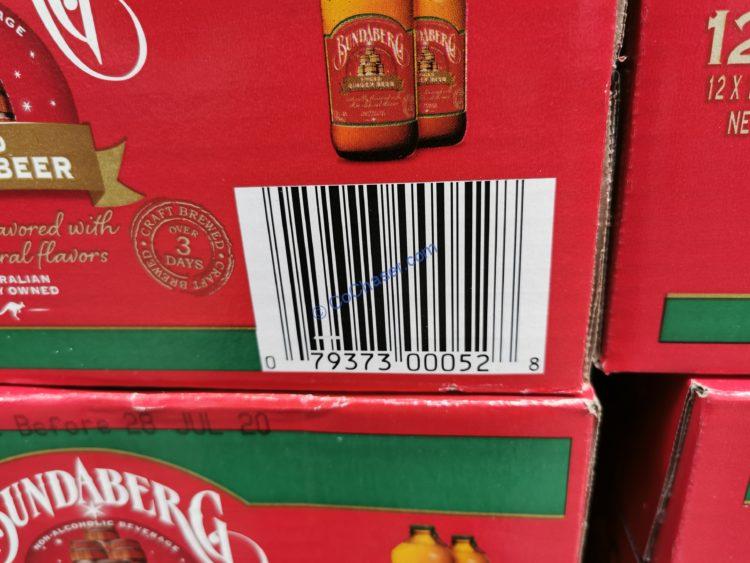 BUNDABERG
GINGER BEER
BEER
avored with
ral flavors
RALIAN
Y OWNED
CRAFT BREWED
OVER
3
DAYS
CRAFT BREWED
© CoChaser.com
0 79373 00052 8
12
12 X
NE
Before 28 JUL 20
BUNDABERG
NON-ALCOHOLIC BEVERAGE